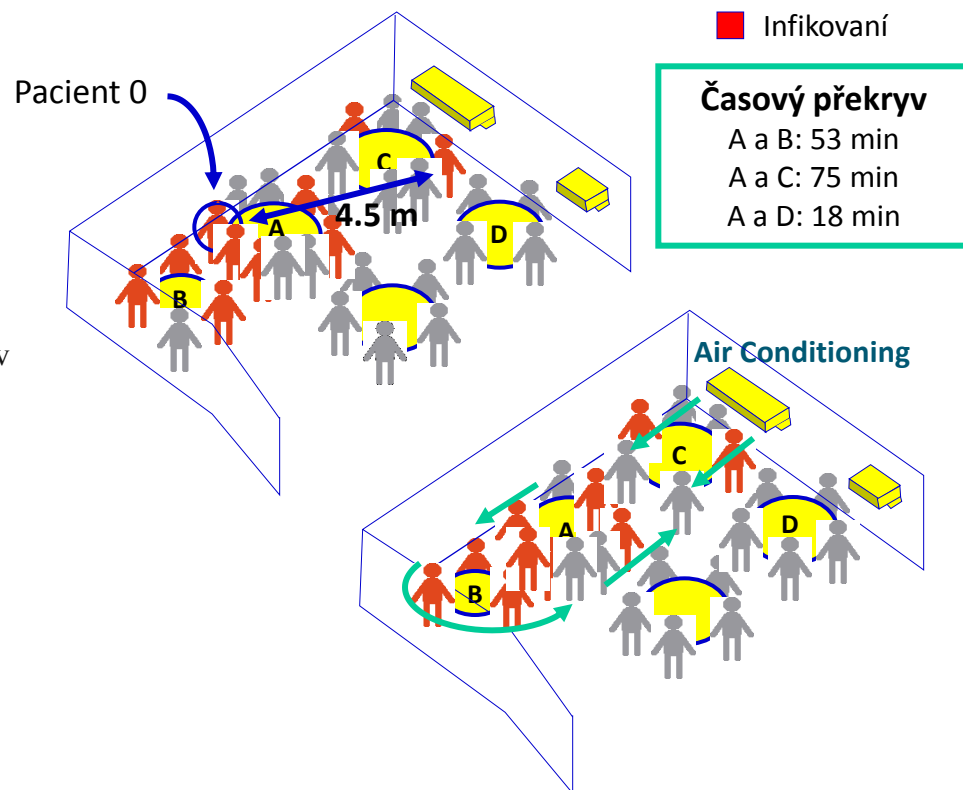 Infikovaní
Pacient 0
Časový překryv
A a B: 53 min
A a C: 75 min
A a D: 18 min
C
A
4.5 m
D
B
v
Air Conditioning
C
A
D
B